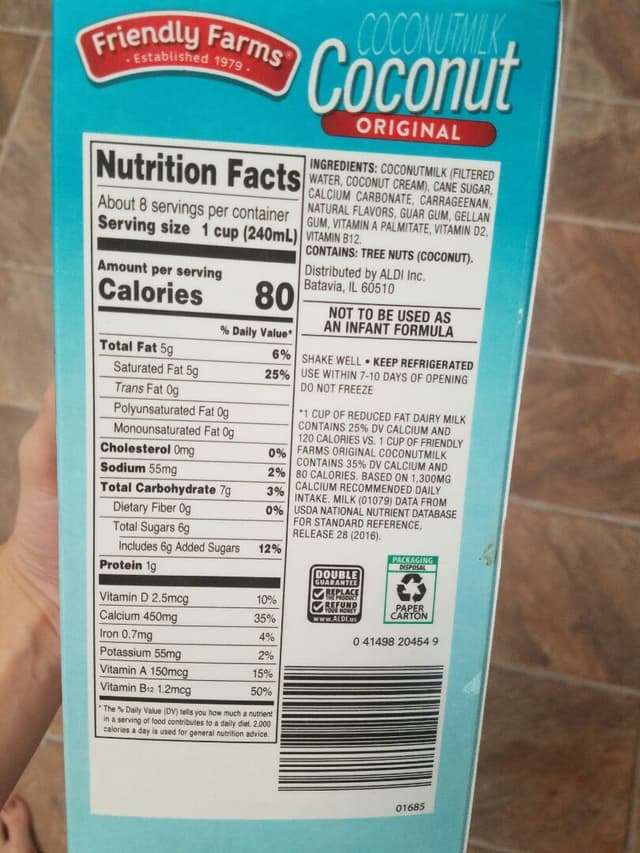 Friendly Farms®
• Established 1979 •
COCONUTMILK
Coconut
ORIGINAL
Nutrition Facts
About 8 servings per container
Serving size 1 cup (240mL)
Amount per serving
Calories 80
% Daily Value*
Total Fat 5g 6%
Saturated Fat 5g 25%
Trans Fat 0g
Polyunsaturated Fat 0g
Monounsaturated Fat 0g
Cholesterol 0mg 0%
Sodium 55mg 2%
Total Carbohydrate 7g 3%
Dietary Fiber 0g 0%
Total Sugars 6g
Includes 6g Added Sugars 12%
Protein 1g
Vitamin D 2.5mcg 10%
Calcium 450mg 35%
Iron 0.7mg 4%
Potassium 55mg 2%
Vitamin A 150mcg 15%
Vitamin B12 1.2mcg 50%
* The % Daily Value (DV) tells you how much a nutrient
in a serving of food contributes to a daily diet. 2,000
calories a day is used for general nutrition advice.
INGREDIENTS: COCONUTMILK (FILTERED
WATER, COCONUT CREAM), CANE SUGAR,
CALCIUM CARBONATE, CARRAGEENAN,
NATURAL FLAVORS, GUAR GUM, GELLAN
GUM, VITAMIN A PALMITATE, VITAMIN D2,
VITAMIN B12.
CONTAINS: TREE NUTS (COCONUT).
Distributed by ALDI Inc.
Batavia, IL 60510
NOT TO BE USED AS
AN INFANT FORMULA
SHAKE WELL • KEEP REFRIGERATED
USE WITHIN 7-10 DAYS OF OPENING
DO NOT FREEZE
*1 CUP OF REDUCED FAT DAIRY MILK
CONTAINS 25% DV CALCIUM AND
120 CALORIES VS. 1 CUP OF FRIENDLY
FARMS ORIGINAL COCONUTMILK
CONTAINS 35% DV CALCIUM AND
80 CALORIES. BASED ON 1,300MG
CALCIUM RECOMMENDED DAILY
INTAKE. MILK (01079) DATA FROM
USDA NATIONAL NUTRIENT DATABASE
FOR STANDARD REFERENCE,
RELEASE 28 (2016).
DOUBLE
GUARANTEE
REPLACE
THE PRODUCT
REFUND
YOUR MONEY
www.ALDI.us
PACKAGING
DISPOSAL
PAPER
CARTON
0 41498 20454 9
01685